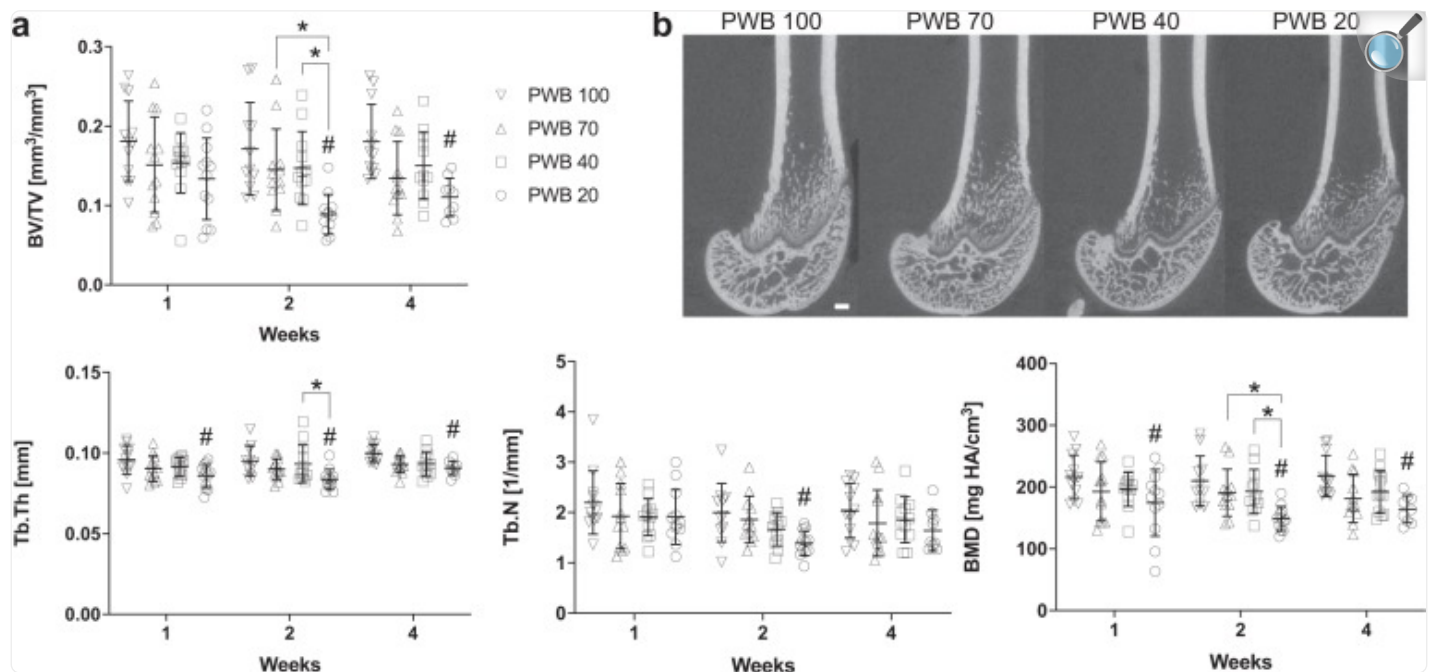 a
0.3
0.2
0.1
0.0
BV/TV [mm³/mm³]
*
*
#
#
1 2 4
Weeks
PWB 100
PWB 70
PWB 40
PWB 20
b
PWB 100 PWB 70 PWB 40 PWB 20
0.15
0.10
0.05
0.00
Tb.Th [mm]
*
# # #
1 2 4
Weeks
5
4
3
2
1
0
Tb.N [1/mm]
#
1 2 4
Weeks
400
300
200
100
0
BMD [mg HA/cm³]
*
*
# # #
1 2 4
Weeks